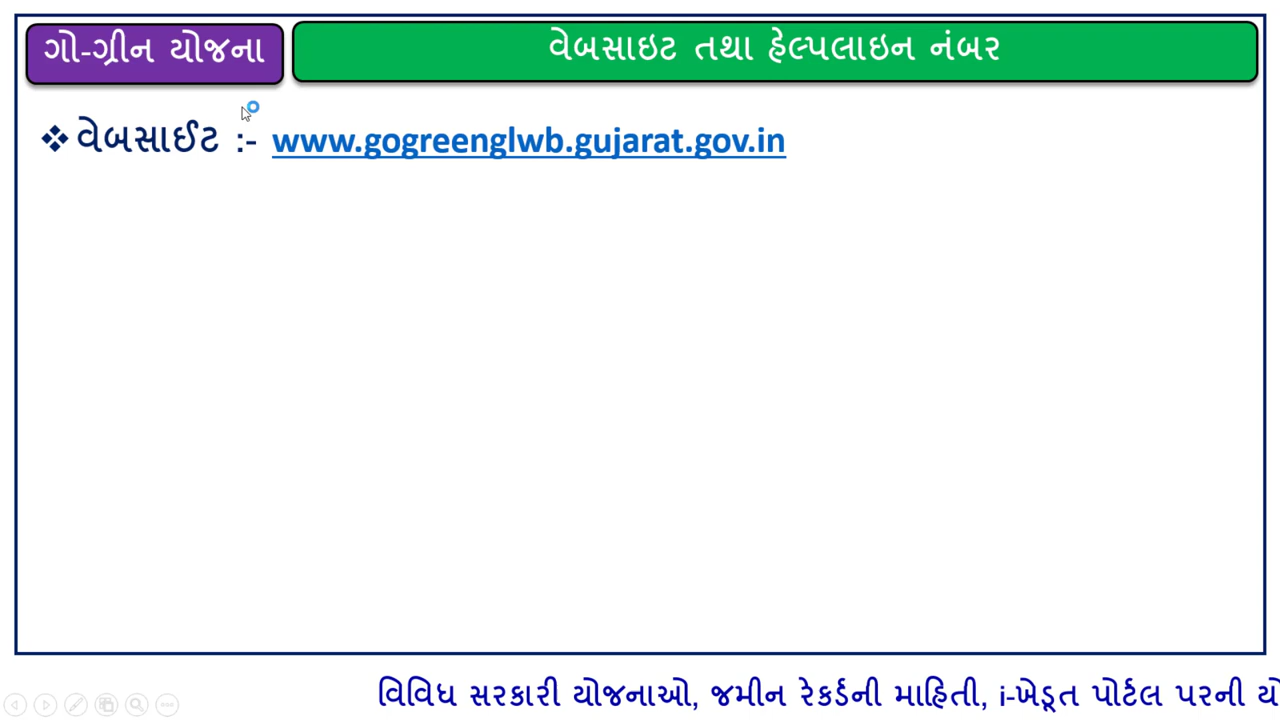 ગો-ગ્રીન યોજના
વેબસાઇટ તથા હેલ્પલાઇન નંબર
❖ વેબસાઈટ :- www.gogreenglwb.gujarat.gov.in
વિવિધ સરકારી યોજનાઓ, જમીન રેકર્ડની માહિતી, i-ખેડૂત પોર્ટલ પરની